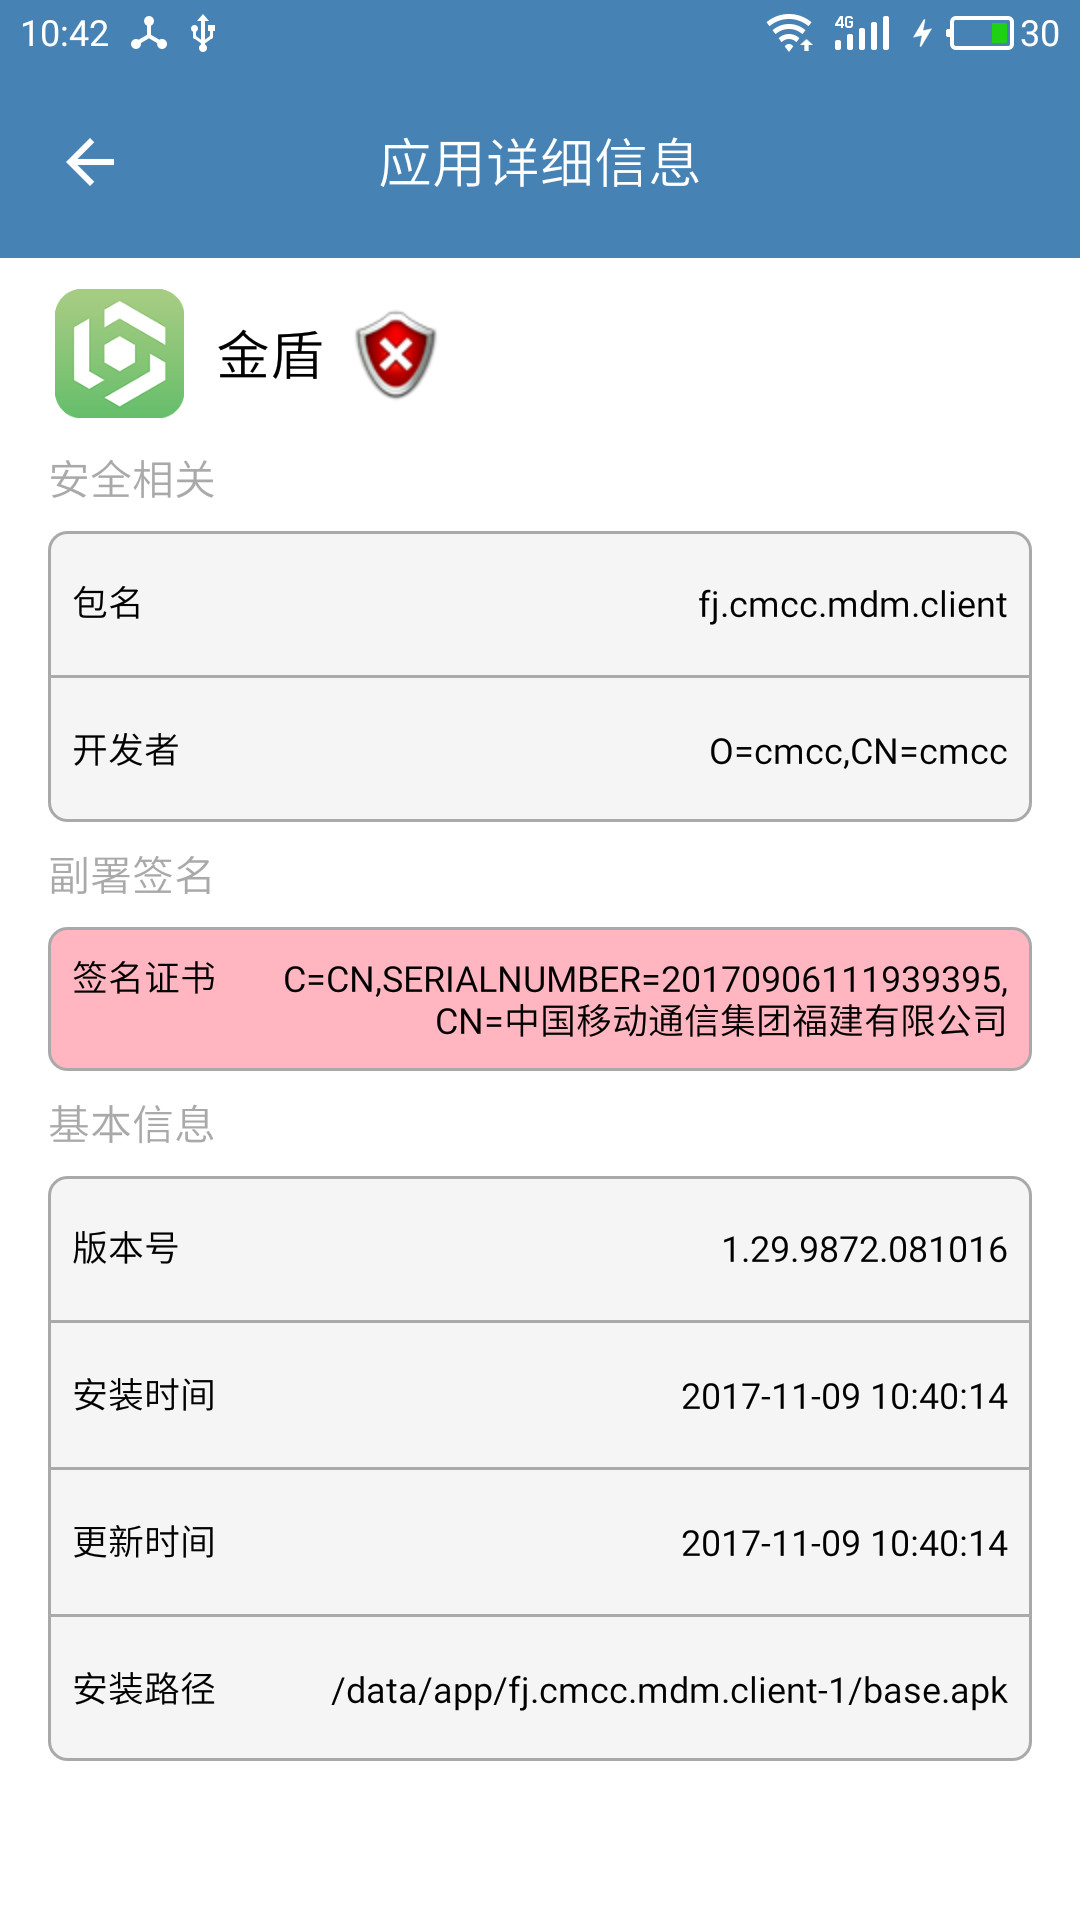 10:42
4G
30
应用详细信息
金盾
安全相关
包名 fj.cmcc.mdm.client
开发者 O=cmcc,CN=cmcc
副署签名
签名证书 C=CN,SERIALNUMBER=20170906111939395,
CN=中国移动通信集团福建有限公司
基本信息
版本号 1.29.9872.081016
安装时间 2017-11-09 10:40:14
更新时间 2017-11-09 10:40:14
安装路径 /data/app/fj.cmcc.mdm.client-1/base.apk